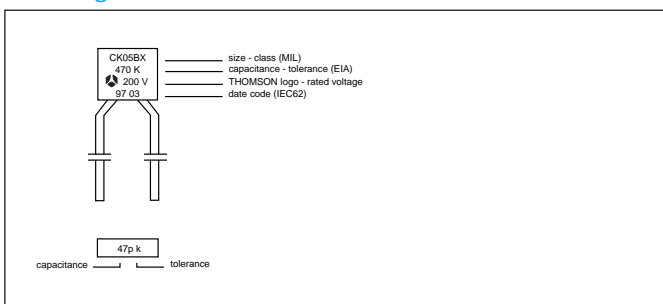 CK05BX
470 K
200 V
97 03
size - class (MIL)
capacitance - tolerance (EIA)
THOMSON logo - rated voltage
date code (IEC62)
47p k
capacitance
tolerance